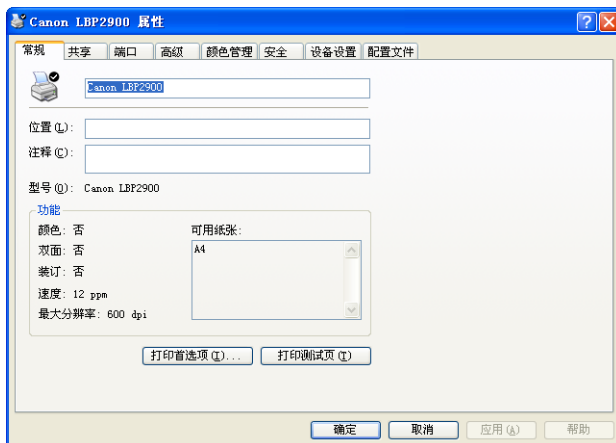 Canon LBP2900 属性
常规 共享 端口 高级 颜色管理 安全 设备设置 配置文件
Canon LBP2900
位置(L):
注释(C):
型号(O): Canon LBP2900
功能
颜色: 否 可用纸张:
双面: 否 A4
装订: 否
速度: 12 ppm
最大分辨率: 600 dpi
打印首选项(I)... 打印测试页(T)
确定 取消 应用(A) 帮助